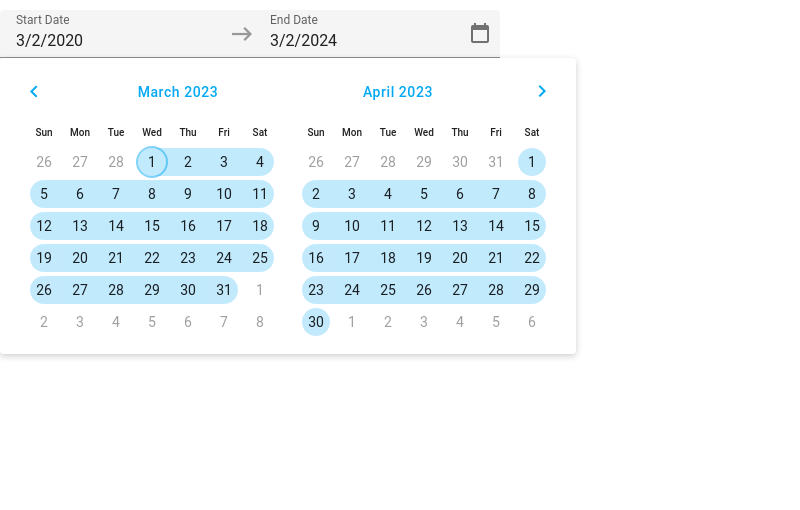 Start Date End Date
3/2/2020 3/2/2024
March 2023 April 2023
Sun Mon Tue Wed Thu Fri Sat Sun Mon Tue Wed Thu Fri Sat
26 27 28 1 2 3 4 26 27 28 29 30 31 1
5 6 7 8 9 10 11 2 3 4 5 6 7 8
12 13 14 15 16 17 18 9 10 11 12 13 14 15
19 20 21 22 23 24 25 16 17 18 19 20 21 22
26 27 28 29 30 31 1 23 24 25 26 27 28 29
2 3 4 5 6 7 8 30 1 2 3 4 5 6